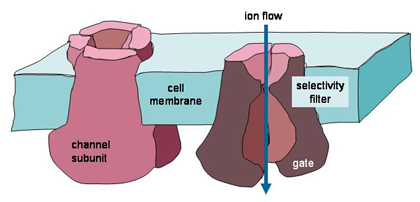 ion flow
cell
membrane
selectivity
filter
channel
subunit
gate